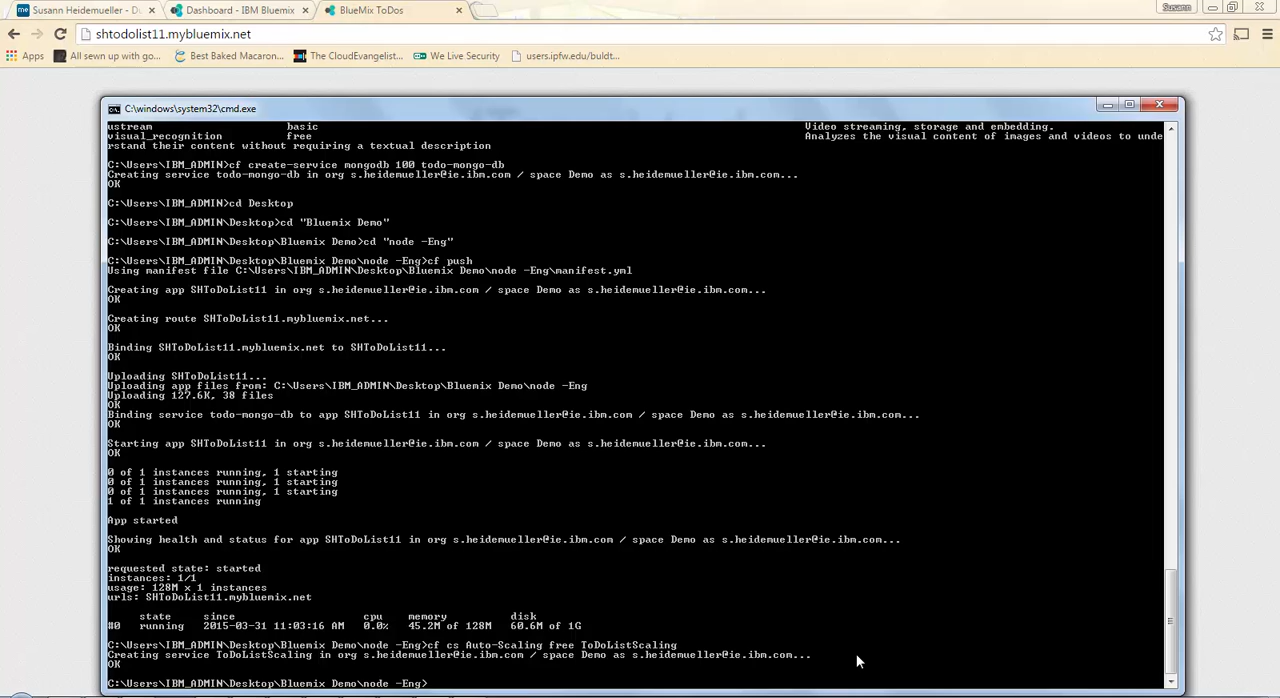 Susann Heidemueller - D
Dashboard - IBM Bluemix
BlueMix ToDos
Susann
shtodolist11.mybluemix.net
Apps
All sewn up with go...
Best Baked Macaron...
The CloudEvangelist...
We Live Security
users.ipfw.edu/buldt...
C:\windows\system32\cmd.exe
ustream basic Video streaming, storage and embedding.
visual_recognition free Analyzes the visual content of images and videos to unde
rstand their content without requiring a textual description
C:\Users\IBM_ADMIN>cf create-service mongodb 100 todo-mongo-db
Creating service todo-mongo-db in org s.heidemueller@ie.ibm.com / space Demo as s.heidemueller@ie.ibm.com...
OK
C:\Users\IBM_ADMIN>cd Desktop
C:\Users\IBM_ADMIN\Desktop>cd "Bluemix Demo"
C:\Users\IBM_ADMIN\Desktop\Bluemix Demo>cd "node -Eng"
C:\Users\IBM_ADMIN\Desktop\Bluemix Demo\node -Eng>cf push
Using manifest file C:\Users\IBM_ADMIN\Desktop\Bluemix Demo\node -Eng\manifest.yml
Creating app SHToDoList11 in org s.heidemueller@ie.ibm.com / space Demo as s.heidemueller@ie.ibm.com...
OK
Creating route SHToDoList11.mybluemix.net...
OK
Binding SHToDoList11.mybluemix.net to SHToDoList11...
OK
Uploading SHToDoList11...
Uploading app files from: C:\Users\IBM_ADMIN\Desktop\Bluemix Demo\node -Eng
Uploading 127.6K, 38 files
OK
Binding service todo-mongo-db to app SHToDoList11 in org s.heidemueller@ie.ibm.com / space Demo as s.heidemueller@ie.ibm.com...
OK
Starting app SHToDoList11 in org s.heidemueller@ie.ibm.com / space Demo as s.heidemueller@ie.ibm.com...
OK
0 of 1 instances running, 1 starting
0 of 1 instances running, 1 starting
0 of 1 instances running, 1 starting
1 of 1 instances running
App started
Showing health and status for app SHToDoList11 in org s.heidemueller@ie.ibm.com / space Demo as s.heidemueller@ie.ibm.com...
OK
requested state: started
instances: 1/1
usage: 128M x 1 instances
urls: SHToDoList11.mybluemix.net
state since cpu memory disk
#0 running 2015-03-31 11:03:16 AM 0.0% 45.2M of 128M 60.6M of 1G
C:\Users\IBM_ADMIN\Desktop\Bluemix Demo\node -Eng>cf cs Auto-Scaling free ToDoListScaling
Creating service ToDoListScaling in org s.heidemueller@ie.ibm.com / space Demo as s.heidemueller@ie.ibm.com...
OK
C:\Users\IBM_ADMIN\Desktop\Bluemix Demo\node -Eng>